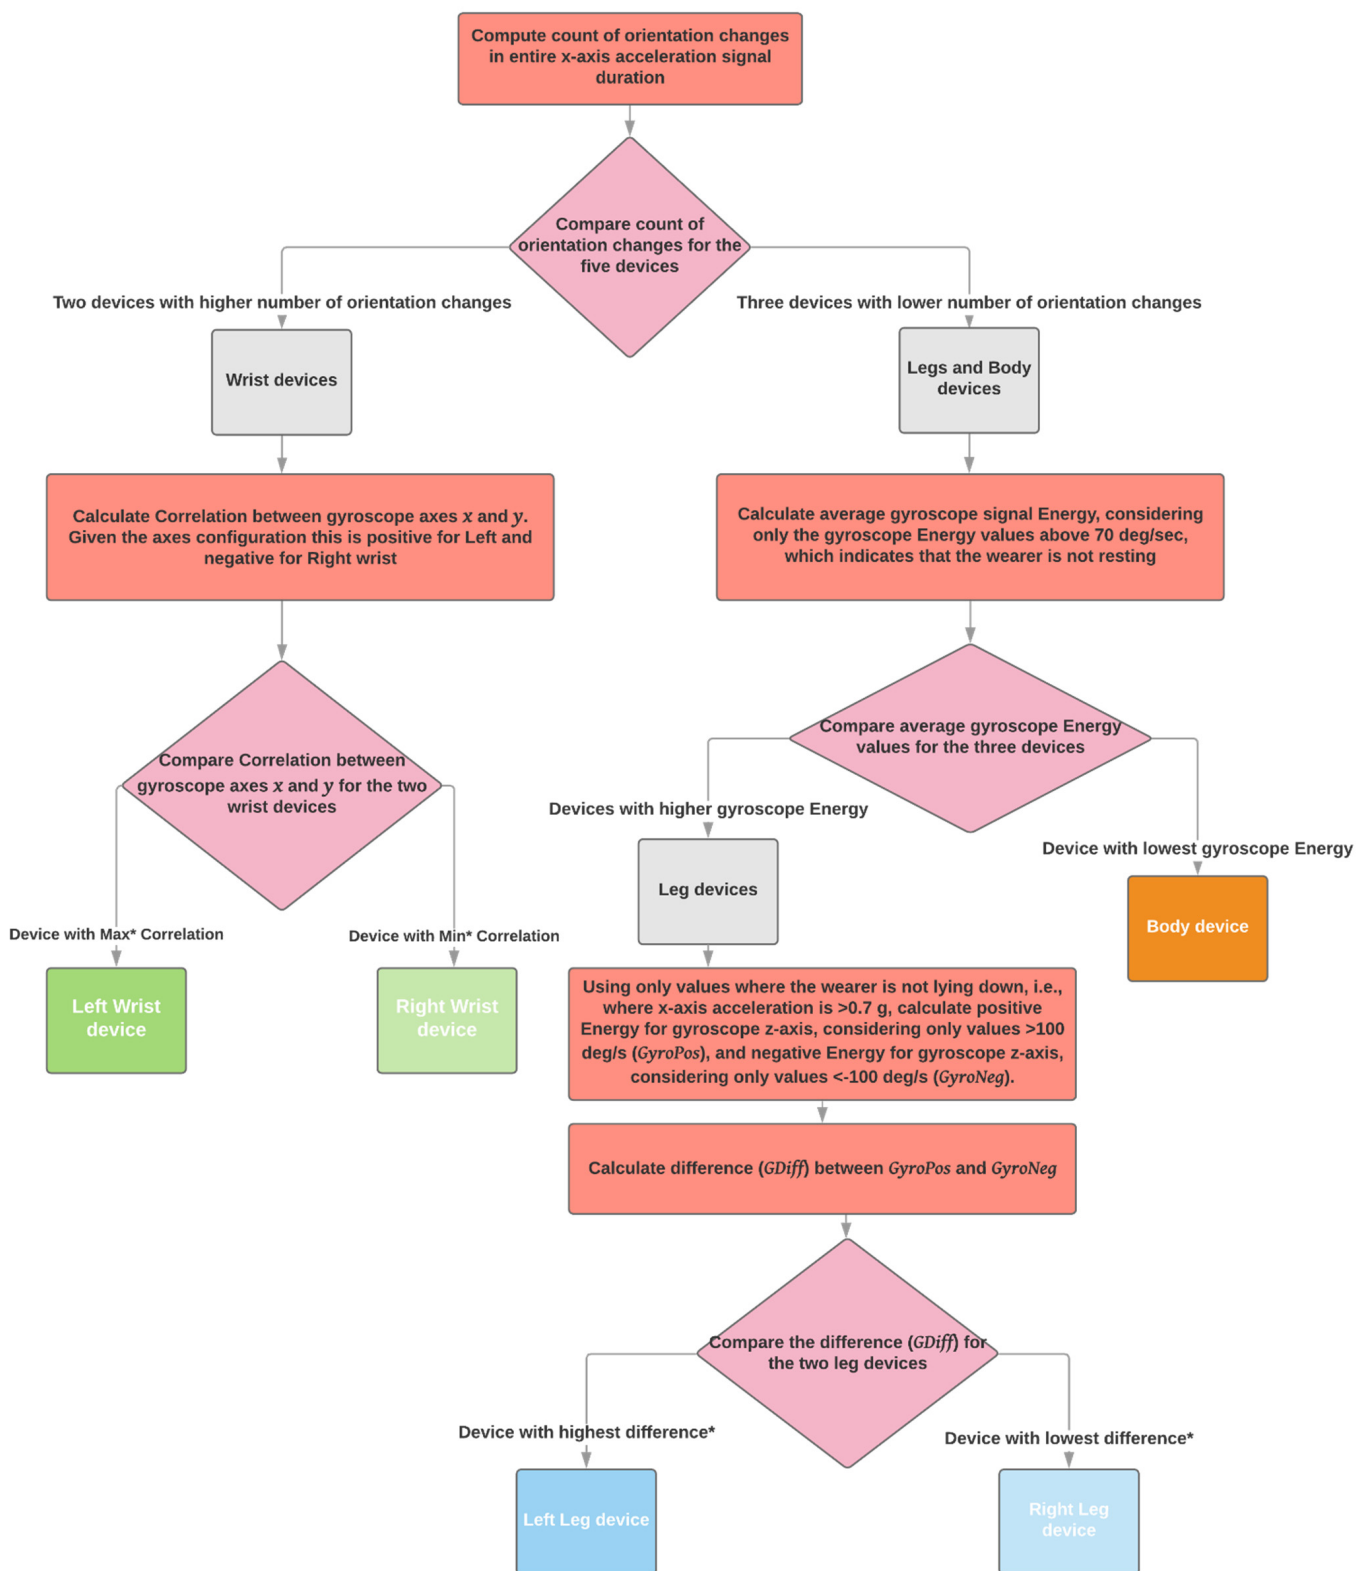 Compute count of orientation changes
in entire x-axis acceleration signal
duration
Compare count of
orientation changes for the
five devices
Two devices with higher number of orientation changes
Three devices with lower number of orientation changes
Wrist devices
Legs and Body
devices
Calculate Correlation between gyroscope axes x and y.
Given the axes configuration this is positive for Left and
negative for Right wrist
Calculate average gyroscope signal Energy, considering
only the gyroscope Energy values above 70 deg/sec,
which indicates that the wearer is not resting
Compare Correlation between
gyroscope axes x and y for the two
wrist devices
Compare average gyroscope Energy
values for the three devices
Devices with higher gyroscope Energy
Device with lowest gyroscope Energy
Leg devices
Body device
Device with Max* Correlation
Device with Min* Correlation
Left Wrist
device
Right Wrist
device
Using only values where the wearer is not lying down, i.e.,
where x-axis acceleration is >0.7 g, calculate positive
Energy for gyroscope z-axis, considering only values >100
deg/s (GyroPos), and negative Energy for gyroscope z-axis,
considering only values <-100 deg/s (GyroNeg).
Calculate difference (GDiff) between GyroPos and GyroNeg
Compare the difference (GDiff) for
the two leg devices
Device with highest difference*
Device with lowest difference*
Left Leg device
Right Leg
device